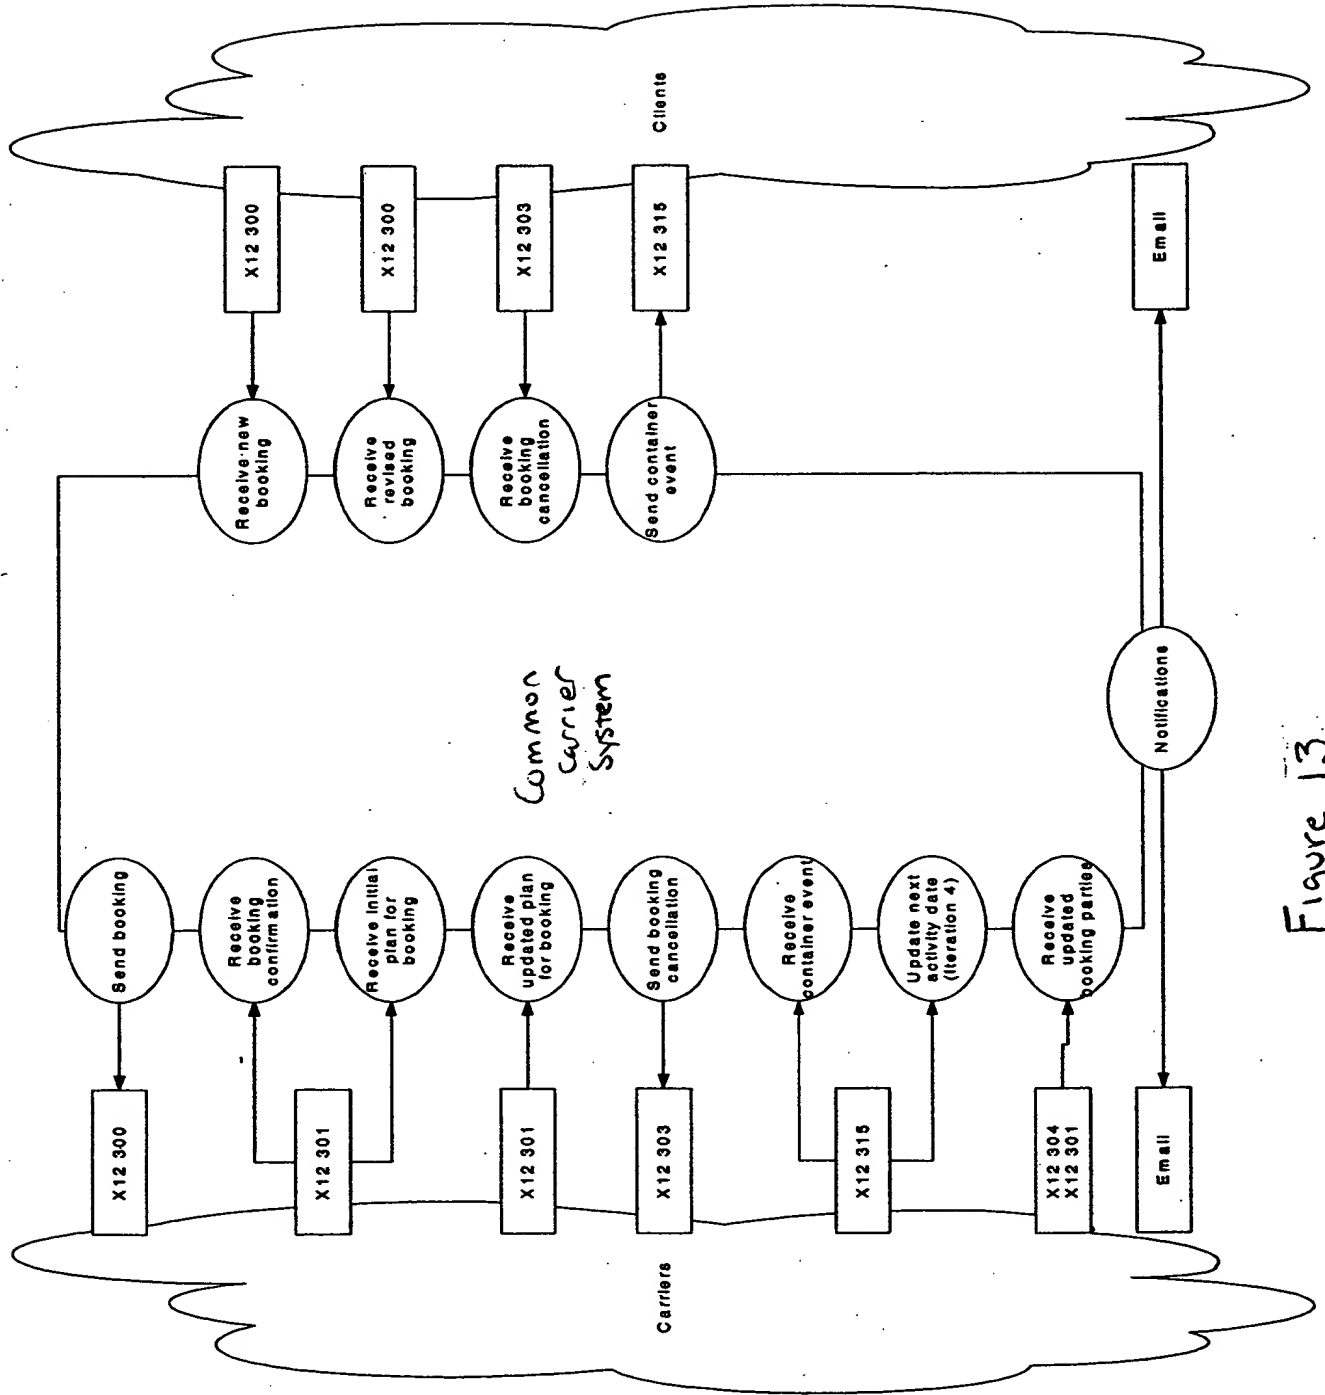 Carriers
X12 300
X12 301
X12 301
X12 303
X12 315
X12 304
X12 301
Email
Send booking
Receive
booking
confirmation
Receive initial
plan for
booking
Receive
updated plan
for booking
Send booking
cancellation
Receive
container event
Update next
activity date
(Iteration 4)
Receive
updated
booking parties
Notifications
Common
Carrier
System
Receive new
booking
Receive
revised
booking
Receive
booking
cancellation
Send container
event
X12 300
X12 300
X12 303
X12 315
Email
Clients
Figure 13